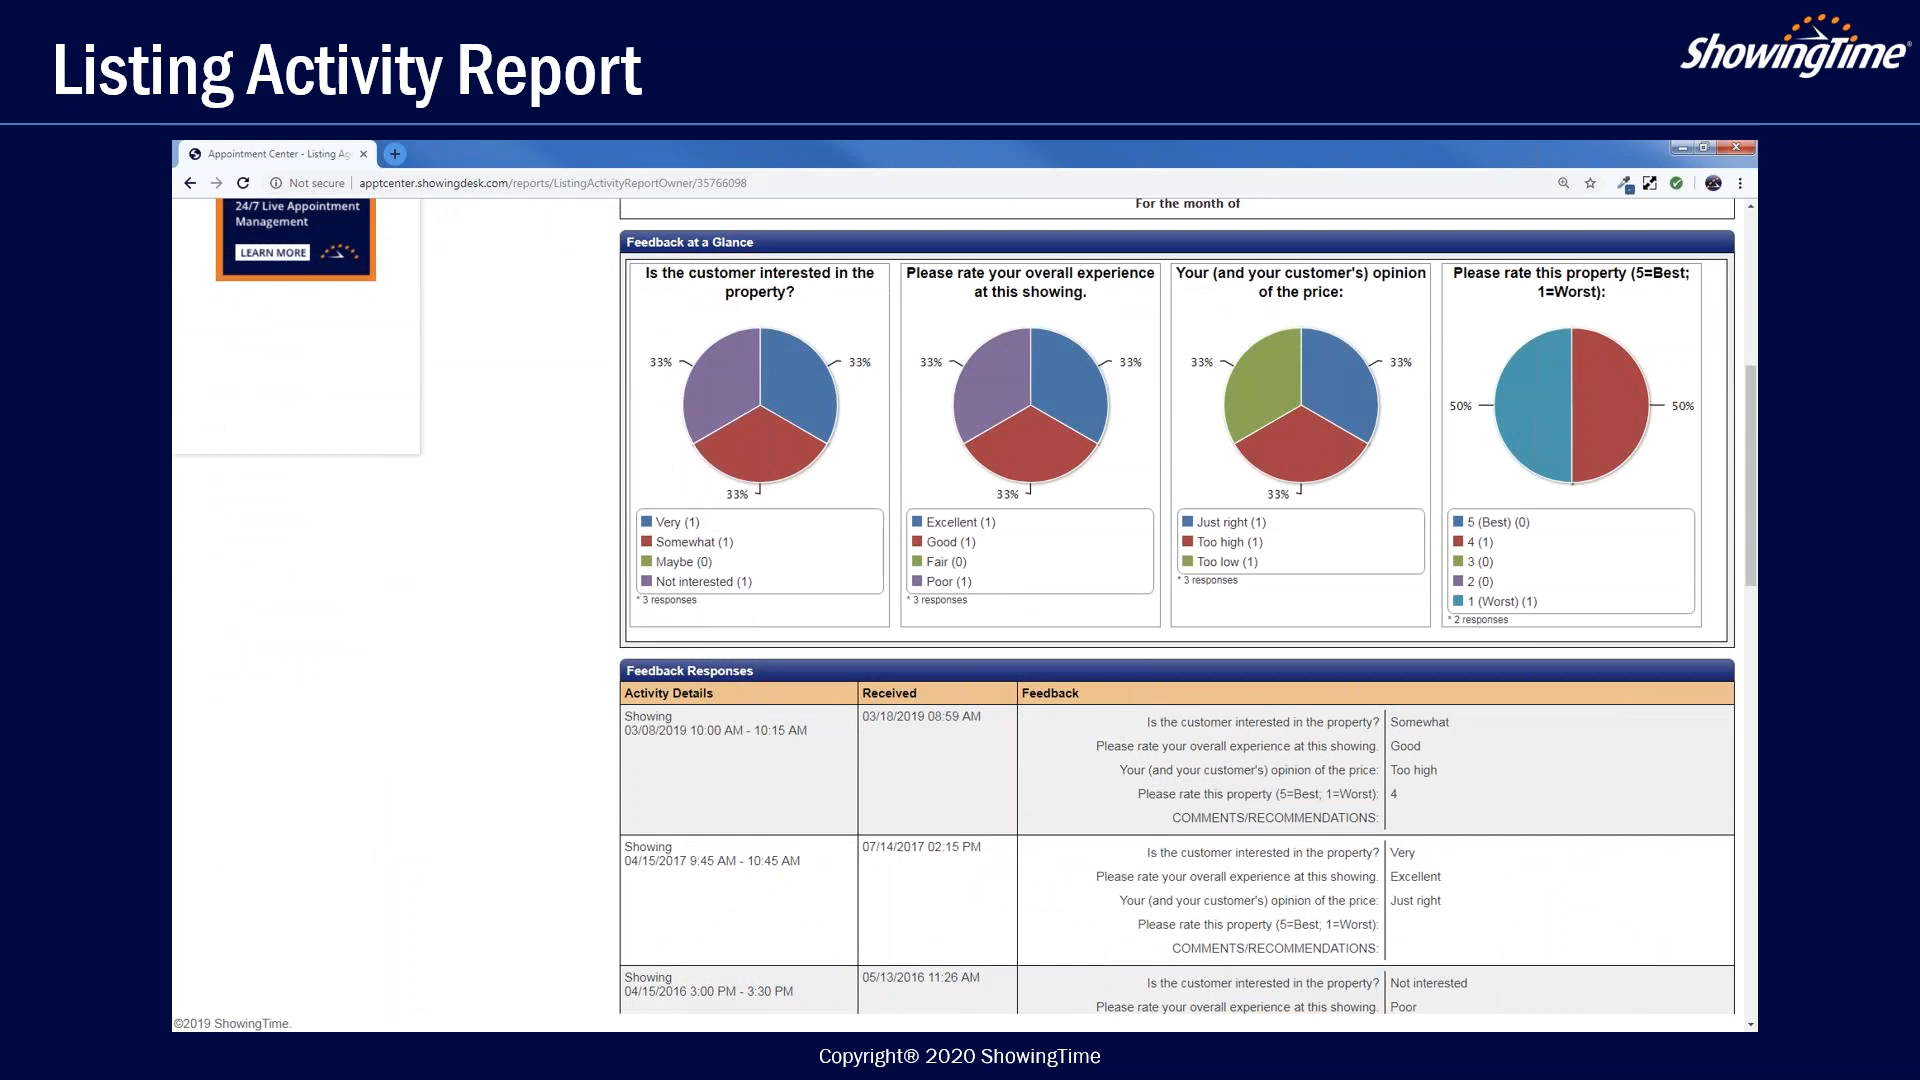 Listing Activity Report
ShowingTime®
Appointment Center - Listing Ag
Not secure | apptcenter.showingdesk.com/reports/ListingActivityReportOwner/35766098
24/7 Live Appointment
Management
LEARN MORE
For the month of
Feedback at a Glance
Is the customer interested in the
property?
33%
33%
33%
Very (1)
Somewhat (1)
Maybe (0)
Not interested (1)
* 3 responses
Please rate your overall experience
at this showing.
33%
33%
33%
Excellent (1)
Good (1)
Fair (0)
Poor (1)
* 3 responses
Your (and your customer's) opinion
of the price:
33%
33%
33%
Just right (1)
Too high (1)
Too low (1)
* 3 responses
Please rate this property (5=Best;
1=Worst):
50%
50%
5 (Best) (0)
4 (1)
3 (0)
2 (0)
1 (Worst) (1)
* 2 responses
Feedback Responses
Activity Details Received Feedback
Showing
03/08/2019 10:00 AM - 10:15 AM
03/18/2019 08:59 AM
Is the customer interested in the property? Somewhat
Please rate your overall experience at this showing. Good
Your (and your customer's) opinion of the price: Too high
Please rate this property (5=Best; 1=Worst): 4
COMMENTS/RECOMMENDATIONS:
Showing
04/15/2017 9:45 AM - 10:45 AM
07/14/2017 02:15 PM
Is the customer interested in the property? Very
Please rate your overall experience at this showing. Excellent
Your (and your customer's) opinion of the price: Just right
Please rate this property (5=Best; 1=Worst):
COMMENTS/RECOMMENDATIONS:
Showing
04/15/2016 3:00 PM - 3:30 PM
05/13/2016 11:26 AM
Is the customer interested in the property? Not interested
Please rate your overall experience at this showing. Poor
©2019 ShowingTime.
Copyright® 2020 ShowingTime